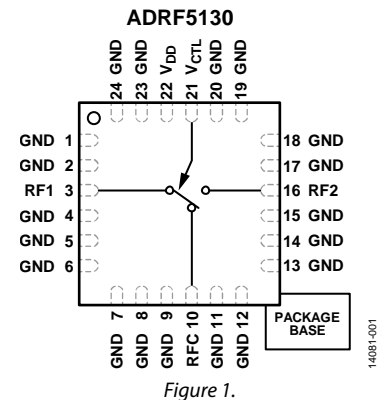 ADRF5130
24 GND
23 GND
22 VDD
21 VCTL
20 GND
19 GND
GND 1
GND 2
RF1 3
GND 4
GND 5
GND 6
18 GND
17 GND
16 RF2
15 GND
14 GND
13 GND
GND 7
GND 8
GND 9
RFC 10
GND 11
GND 12
PACKAGE
BASE
14081-001
Figure 1.